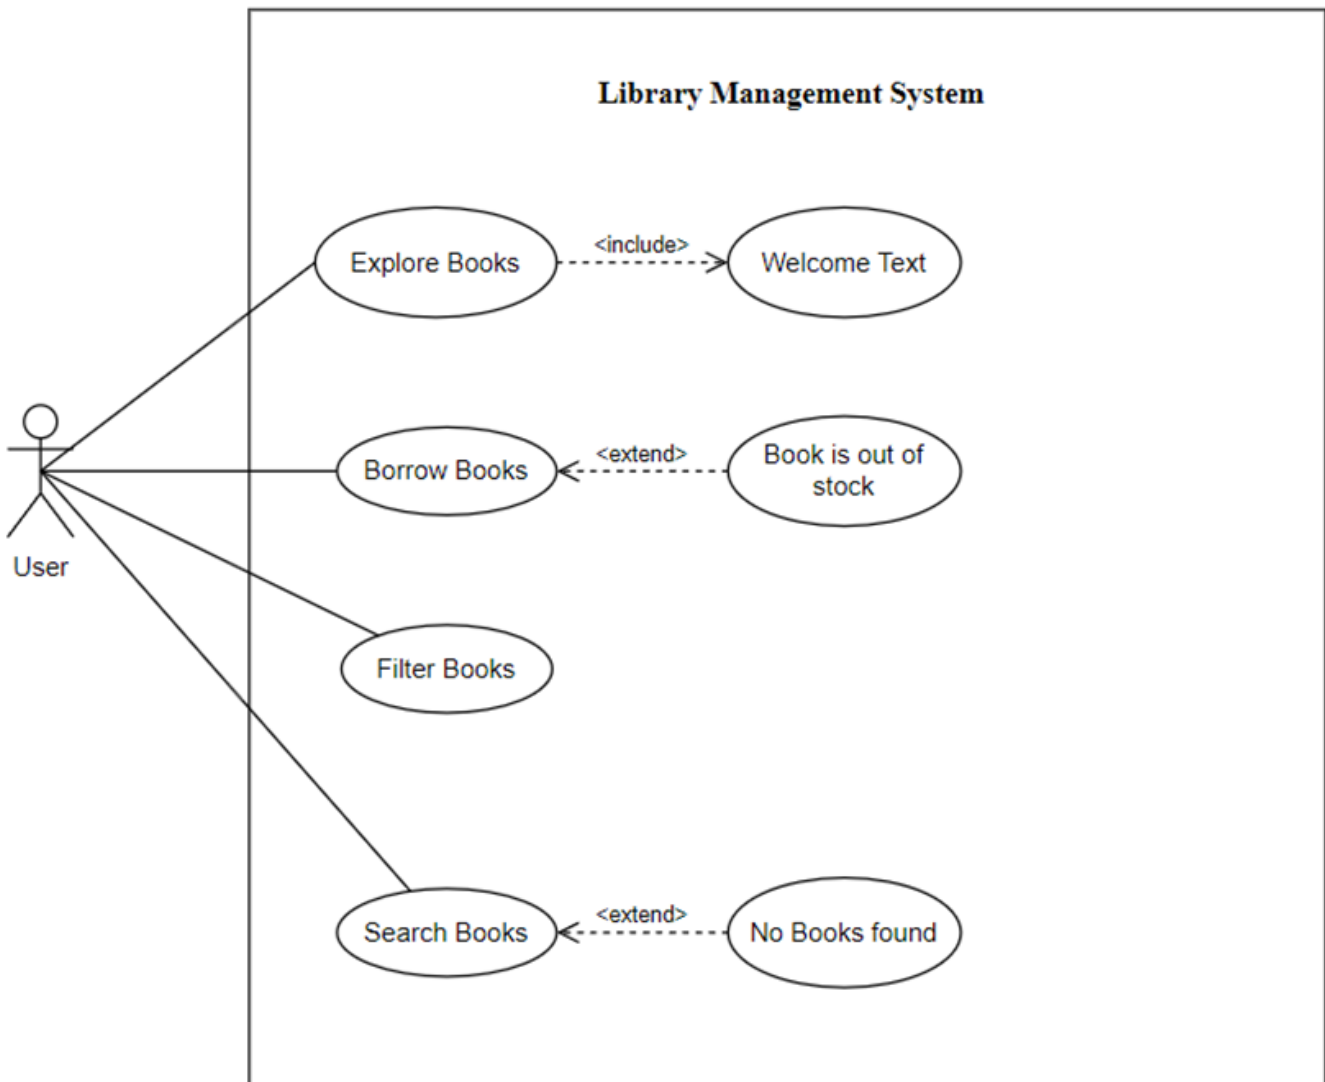 Library Management System
Explore Books
<include>
Welcome Text
Borrow Books
<extend>
Book is out of
stock
User
Filter Books
Search Books
<extend>
No Books found